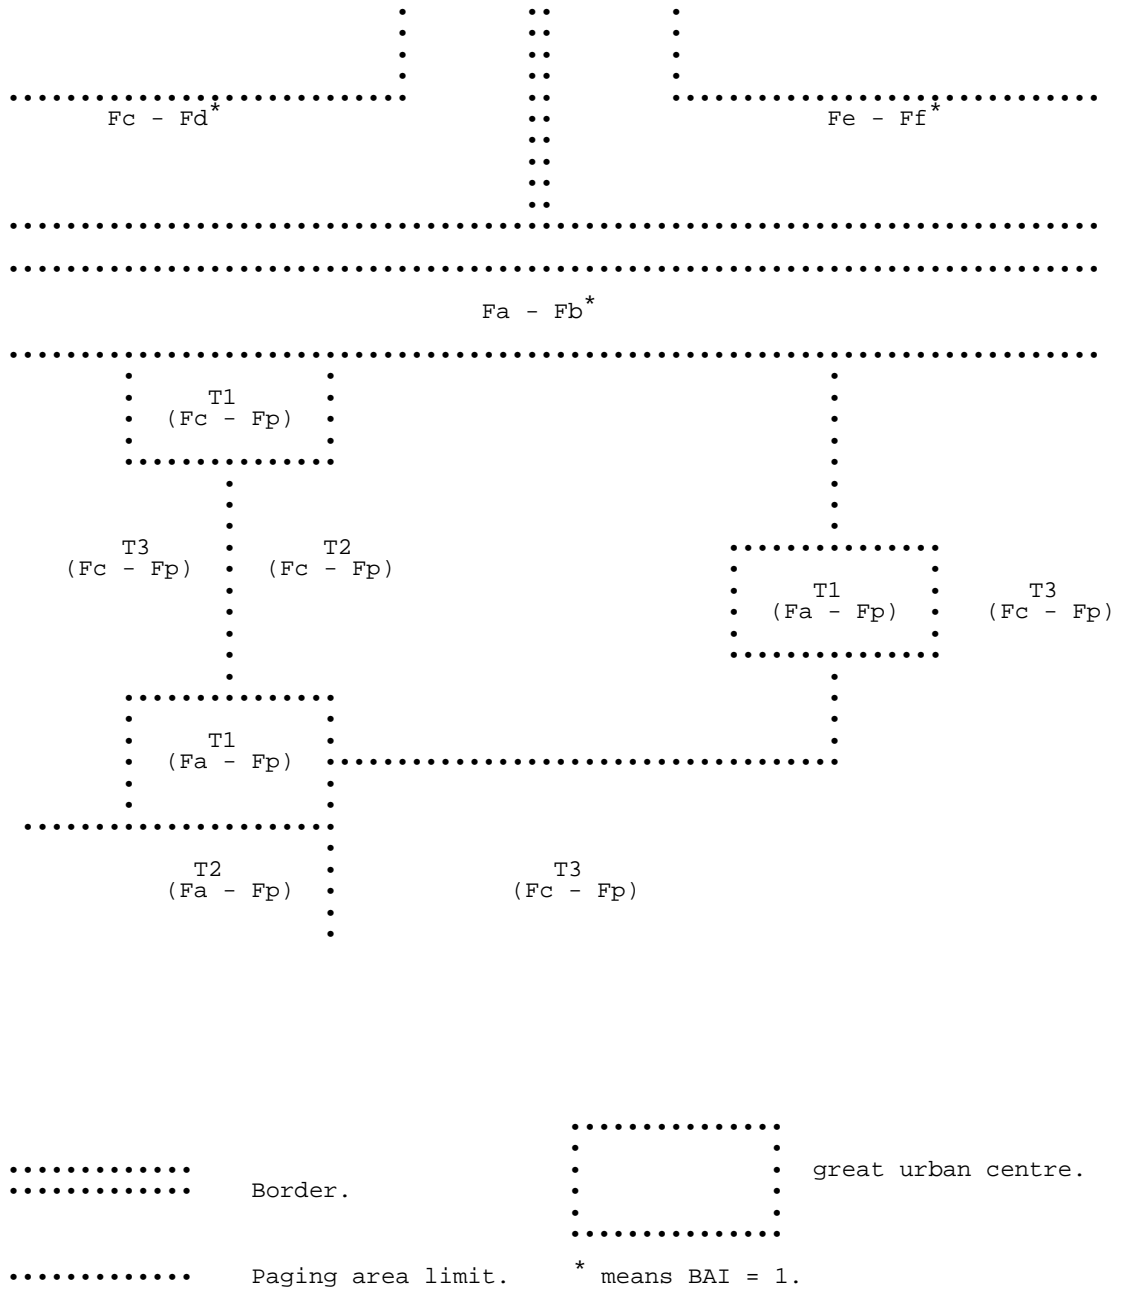 Fc - Fd*
Fe - Ff*
Fa - Fb*
T1
(Fc - Fp)
T3
(Fc - Fp)
T2
(Fc - Fp)
T1
(Fa - Fp)
T3
(Fc - Fp)
T1
(Fa - Fp)
T2
(Fa - Fp)
T3
(Fc - Fp)
great urban centre.
Border.
Paging area limit.
* means BAI = 1.